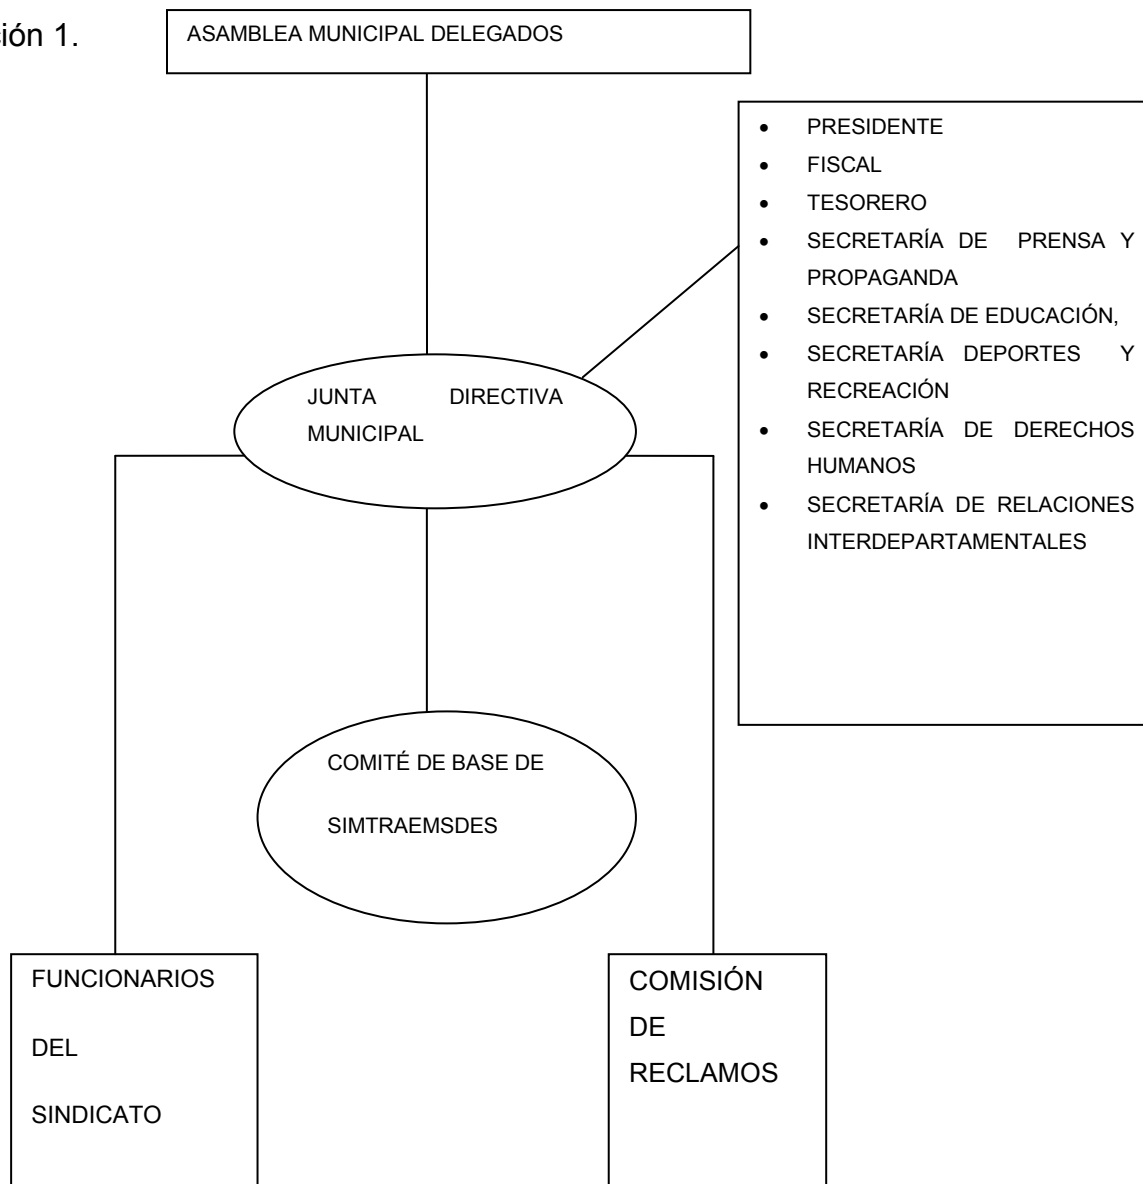 ción 1.
ASAMBLEA MUNICIPAL DELEGADOS
• PRESIDENTE
• FISCAL
• TESORERO
• SECRETARÍA DE PRENSA Y
PROPAGANDA
• SECRETARÍA DE EDUCACIÓN,
• SECRETARÍA DEPORTES Y
RECREACIÓN
• SECRETARÍA DE DERECHOS
HUMANOS
• SECRETARÍA DE RELACIONES
INTERDEPARTAMENTALES
JUNTA DIRECTIVA
MUNICIPAL
COMITÉ DE BASE DE
SIMTRAEMSDES
FUNCIONARIOS
DEL
SINDICATO
COMISIÓN
DE
RECLAMOS